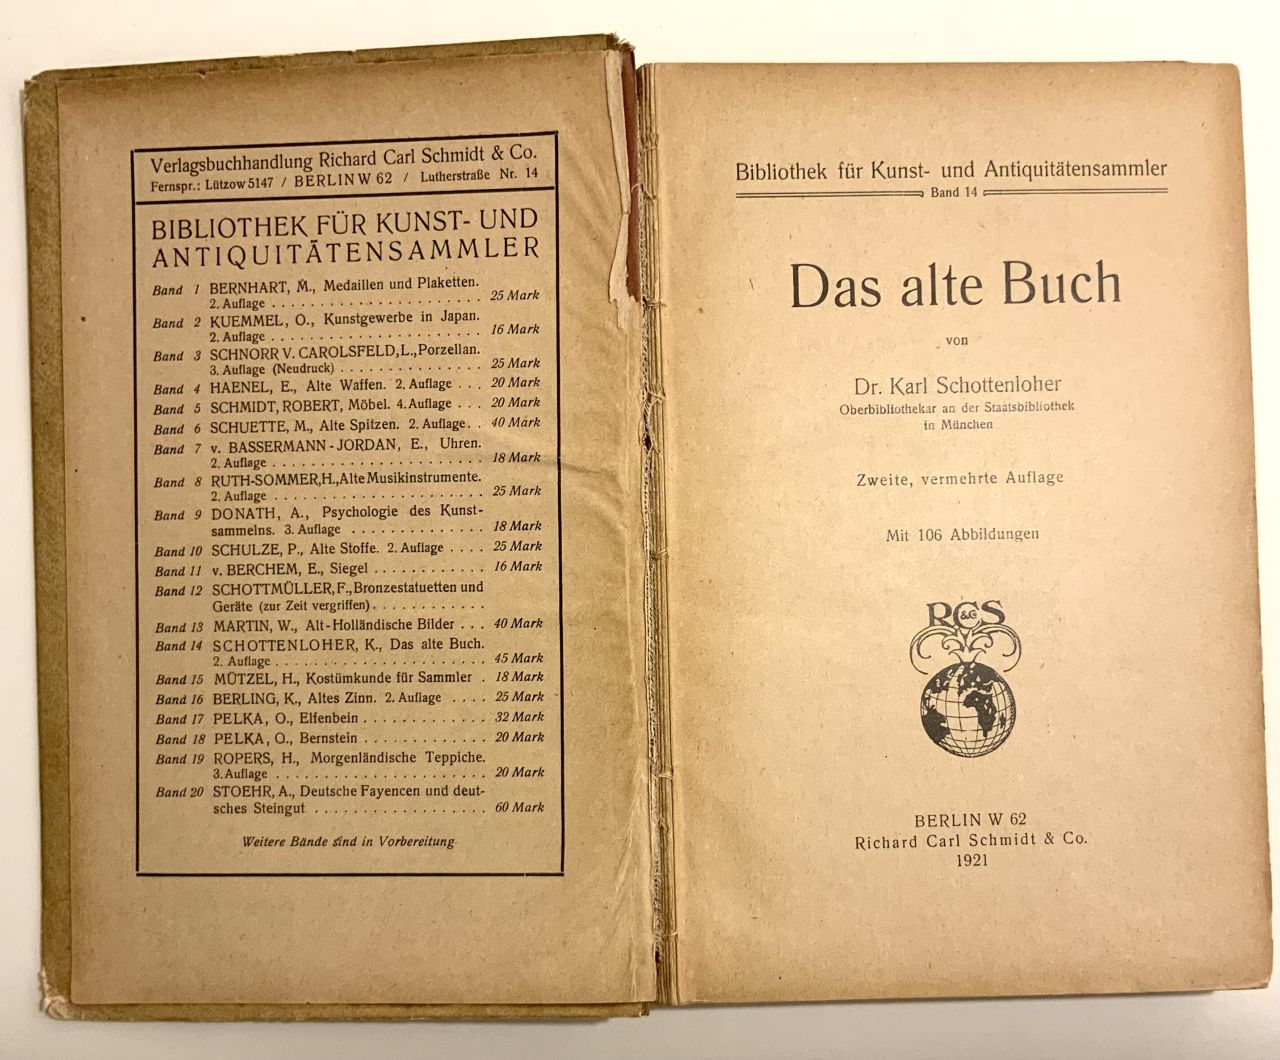 Verlagsbuchhandlung Richard Carl Schmidt & Co.
Fernspr.: Lützow 5147 / BERLIN W 62 / Lutherstraße Nr. 14
BIBLIOTHEK FÜR KUNST- UND
ANTIQUITÄTENSAMMLER
Band 1 BERNHART, M., Medaillen und Plaketten.
2. Auflage . . . . . . . . . . . . . . . . . . . . 25 Mark
Band 2 KUEMMEL, O., Kunstgewerbe in Japan.
2. Auflage . . . . . . . . . . . . . . . . . . . . 16 Mark
Band 3 SCHNORR V. CAROLSFELD, L., Porzellan.
3. Auflage (Neudruck) . . . . . . . . . . . . . 25 Mark
Band 4 HAENEL, E., Alte Waffen. 2. Auflage . . . 20 Mark
Band 5 SCHMIDT, ROBERT, Möbel. 4. Auflage . . . 20 Mark
Band 6 SCHUETTE, M., Alte Spitzen. 2. Auflage. . 40 Mark
Band 7 v. BASSERMANN-JORDAN, E., Uhren.
2. Auflage . . . . . . . . . . . . . . . . . . . . 18 Mark
Band 8 RUTH-SOMMER, H., Alte Musikinstrumente.
2. Auflage . . . . . . . . . . . . . . . . . . . . 25 Mark
Band 9 DONATH, A., Psychologie des Kunst-
sammelns. 3. Auflage . . . . . . . . . . . . 18 Mark
Band 10 SCHULZE, P., Alte Stoffe. 2. Auflage . . . . 25 Mark
Band 11 v. BERCHEM, E., Siegel . . . . . . . . . . . 16 Mark
Band 12 SCHOTTMÜLLER, F., Bronzestatuetten und
Geräte (zur Zeit vergriffen) . . . . . . . . . . .
Band 13 MARTIN, W., Alt-Holländische Bilder . . . 40 Mark
Band 14 SCHOTTENLOHER, K., Das alte Buch.
2. Auflage . . . . . . . . . . . . . . . . . . . . 45 Mark
Band 15 MÜTZEL, H., Kostümkunde für Sammler . 18 Mark
Band 16 BERLING, K., Altes Zinn. 2. Auflage . . . . 25 Mark
Band 17 PELKA, O., Elfenbein . . . . . . . . . . . . 32 Mark
Band 18 PELKA, O., Bernstein . . . . . . . . . . . . 20 Mark
Band 19 ROPERS, H., Morgenländische Teppiche.
3. Auflage . . . . . . . . . . . . . . . . . . . . 20 Mark
Band 20 STOEHR, A., Deutsche Fayencen und deut-
sches Steingut . . . . . . . . . . . . . . . . 60 Mark
Weitere Bände sind in Vorbereitung
Bibliothek für Kunst- und Antiquitätensammler
Band 14
Das alte Buch
von
Dr. Karl Schottenloher
Oberbibliothekar an der Staatsbibliothek
in München
Zweite, vermehrte Auflage
Mit 106 Abbildungen
RCS
& Co
BERLIN W 62
Richard Carl Schmidt & Co.
1921